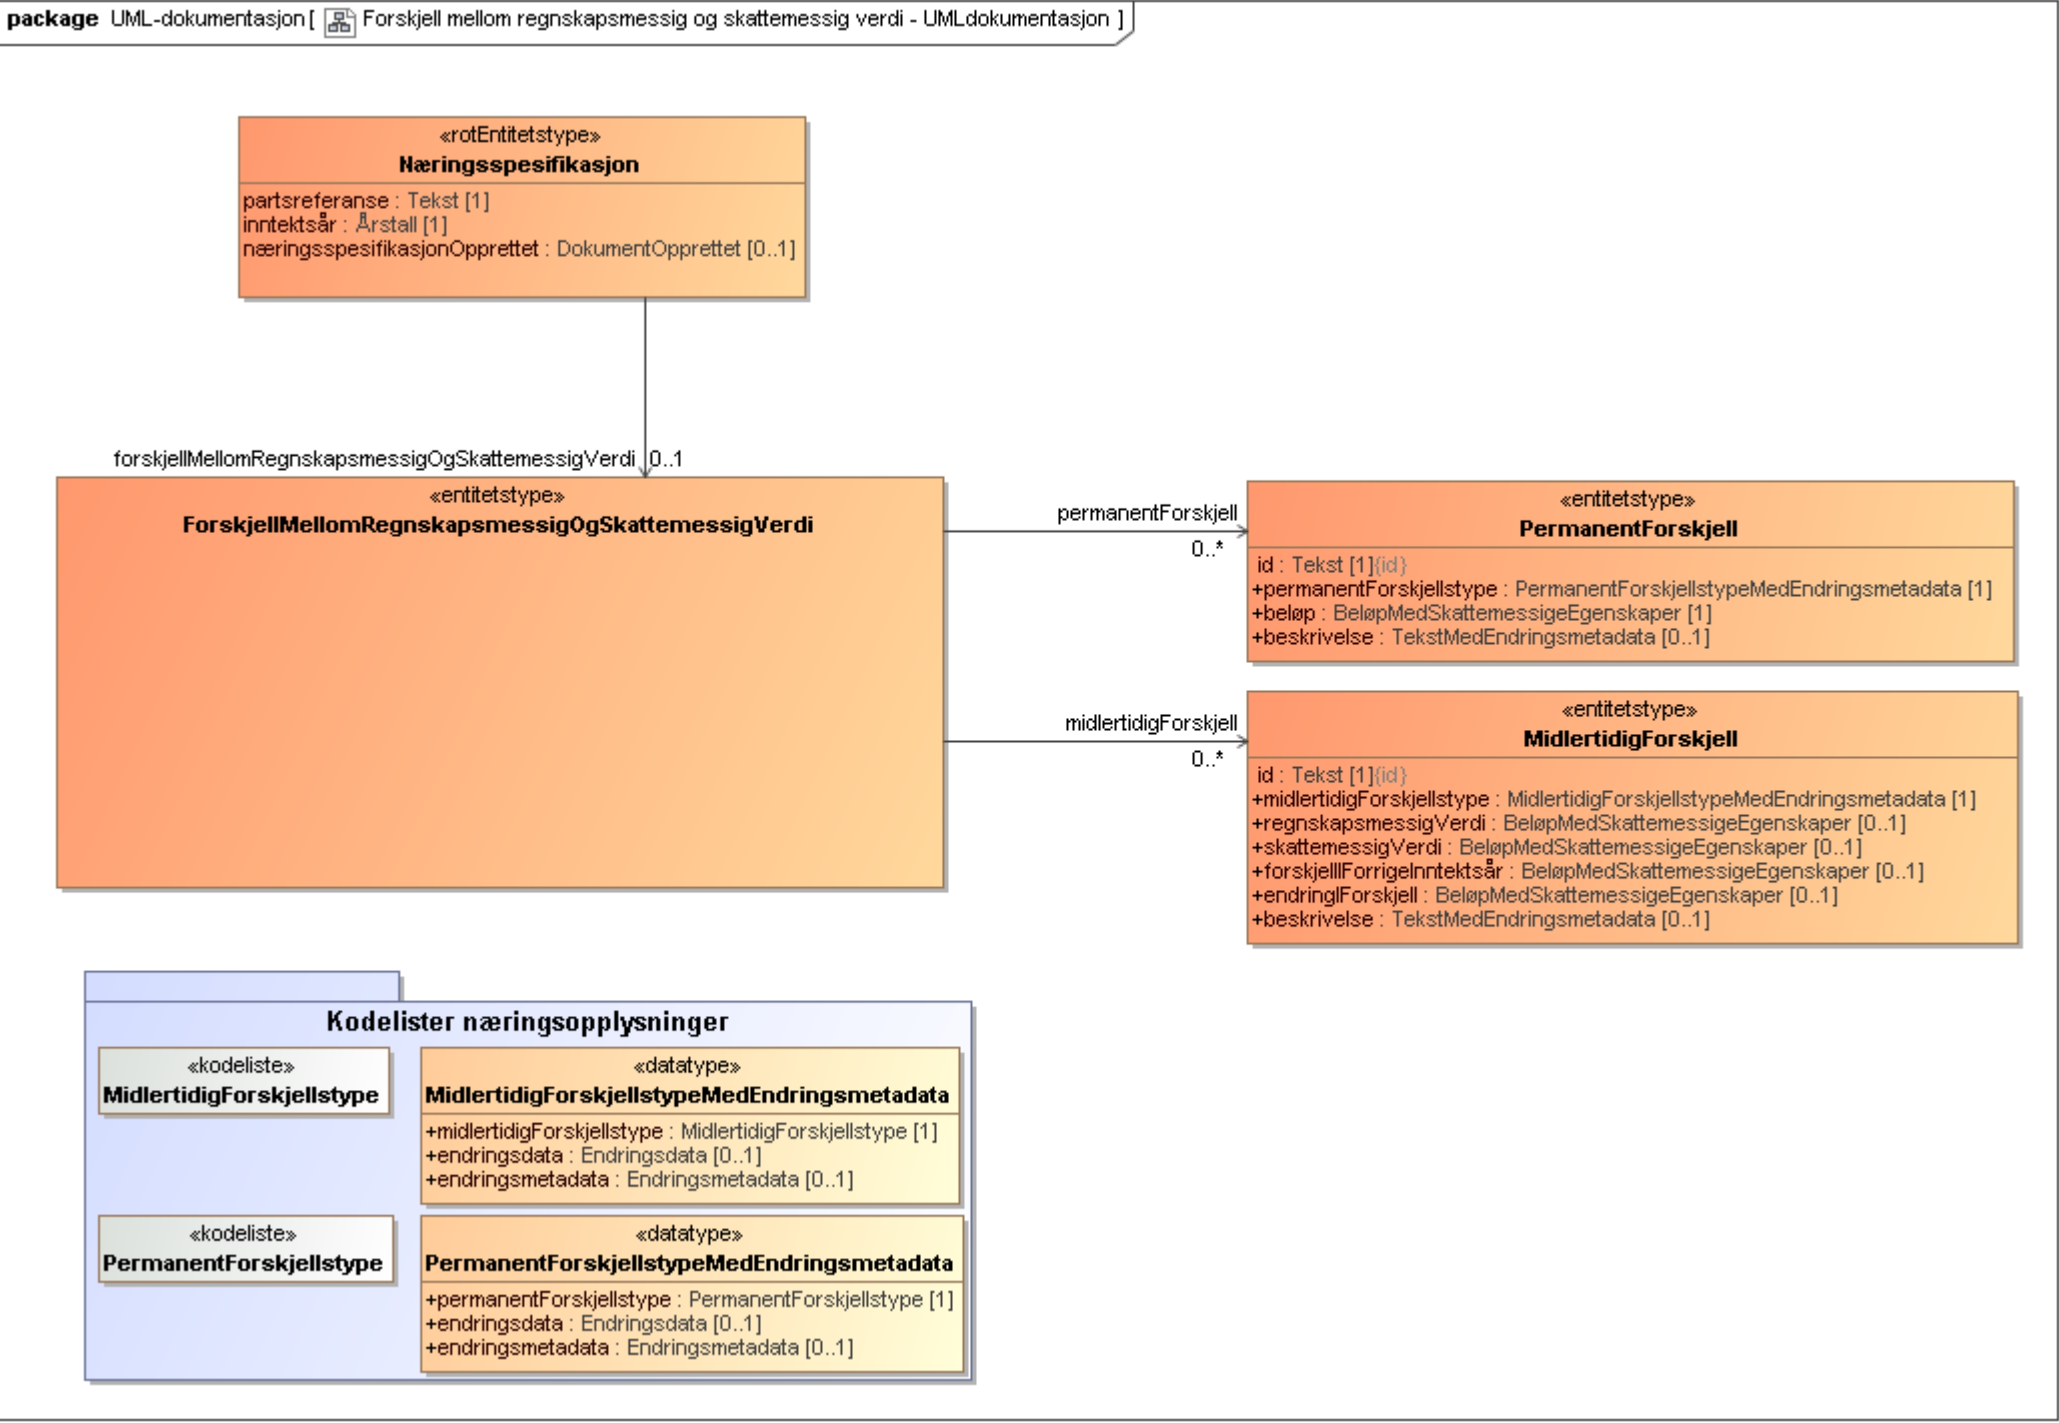 package UML-dokumentasjon [ Forskjell mellom regnskapsmessig og skattemessig verdi - UMLdokumentasjon ]
«rotEntitetstype»
Næringsspesifikasjon
partsreferanse : Tekst [1]
inntektsår : Årstall [1]
næringsspesifikasjonOpprettet : DokumentOpprettet [0..1]
forskjellMellomRegnskapsmessigOgSkattemessigVerdi 0..1
«entitetstype»
ForskjellMellomRegnskapsmessigOgSkattemessigVerdi
permanentForskjell
0..*
«entitetstype»
PermanentForskjell
id : Tekst [1]{id}
+permanentForskjellstype : PermanentForskjellstypeMedEndringsmetadata [1]
+beløp : BeløpMedSkattemessigeEgenskaper [1]
+beskrivelse : TekstMedEndringsmetadata [0..1]
midlertidigForskjell
0..*
«entitetstype»
MidlertidigForskjell
id : Tekst [1]{id}
+midlertidigForskjellstype : MidlertidigForskjellstypeMedEndringsmetadata [1]
+regnskapsmessigVerdi : BeløpMedSkattemessigeEgenskaper [0..1]
+skattemessigVerdi : BeløpMedSkattemessigeEgenskaper [0..1]
+forskjellIForrigeInntektsår : BeløpMedSkattemessigeEgenskaper [0..1]
+endringIForskjell : BeløpMedSkattemessigeEgenskaper [0..1]
+beskrivelse : TekstMedEndringsmetadata [0..1]
Kodelister næringsopplysninger
«kodeliste»
MidlertidigForskjellstype
«datatype»
MidlertidigForskjellstypeMedEndringsmetadata
+midlertidigForskjellstype : MidlertidigForskjellstype [1]
+endringsdata : Endringsdata [0..1]
+endringsmetadata : Endringsmetadata [0..1]
«kodeliste»
PermanentForskjellstype
«datatype»
PermanentForskjellstypeMedEndringsmetadata
+permanentForskjellstype : PermanentForskjellstype [1]
+endringsdata : Endringsdata [0..1]
+endringsmetadata : Endringsmetadata [0..1]